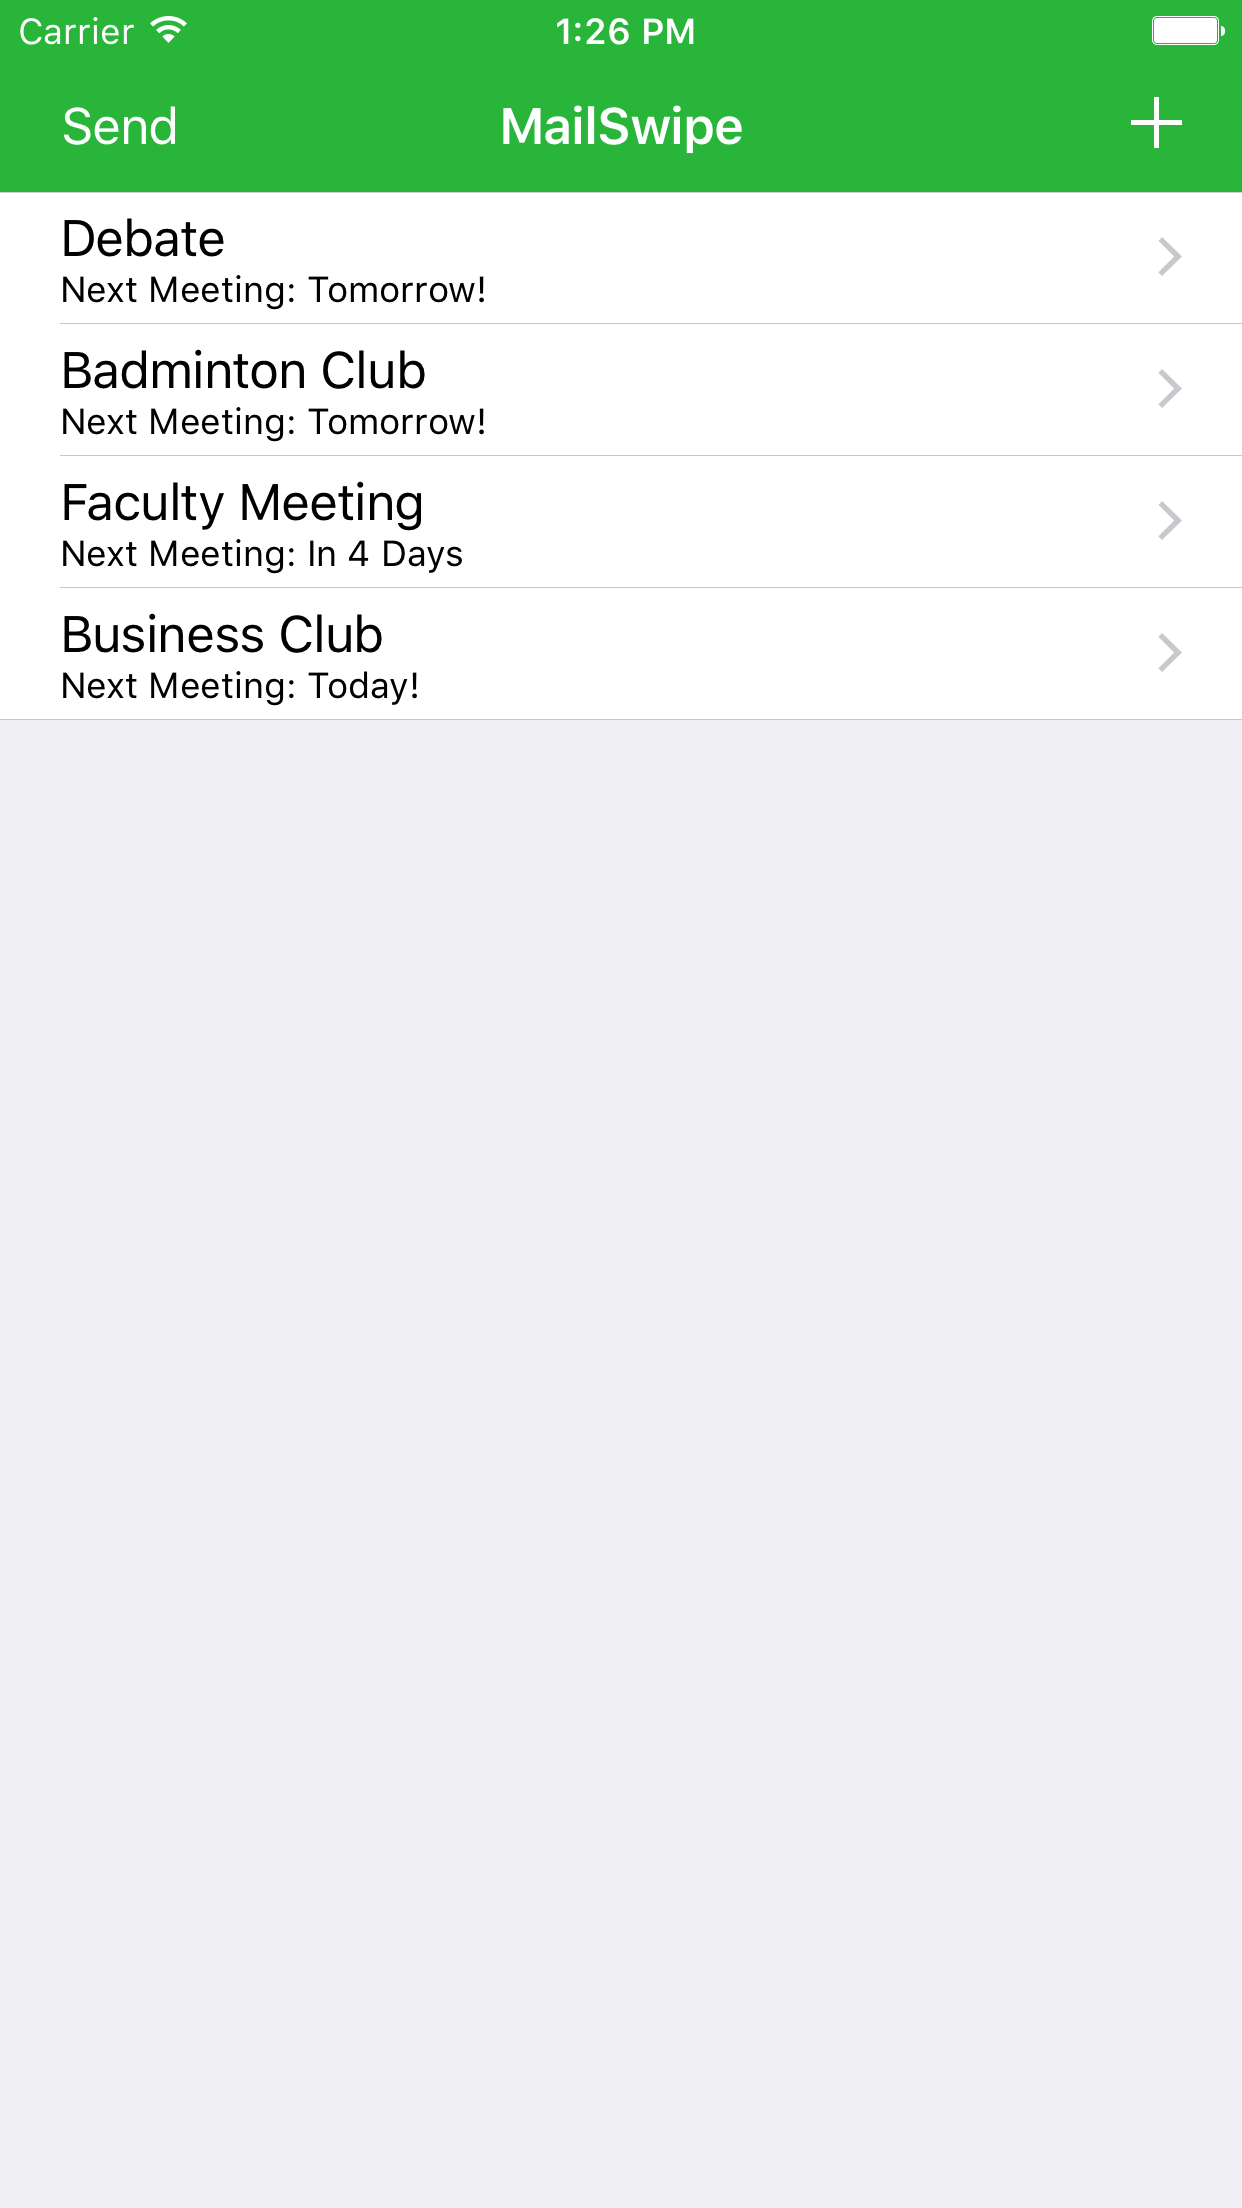 Carrier 1:26 PM
Send MailSwipe +
Debate
Next Meeting: Tomorrow!
Badminton Club
Next Meeting: Tomorrow!
Faculty Meeting
Next Meeting: In 4 Days
Business Club
Next Meeting: Today!